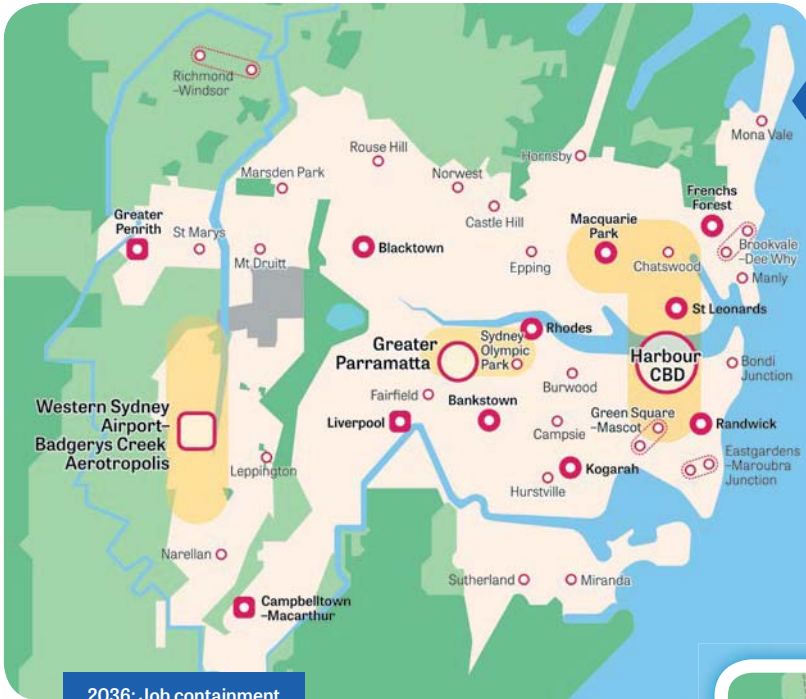 Richmond
–Windsor
Mona Vale
Rouse Hill
Hornsby
Marsden Park
Norwest
Frenchs
Forest
Castle Hill
Greater
Penrith
St Marys
Macquarie
Park
Blacktown
Brookvale
–Dee Why
Mt Druitt
Epping
Chatswood
Manly
St Leonards
Rhodes
Greater
Parramatta
Sydney
Olympic
Park
Harbour
CBD
Bondi
Junction
Burwood
Fairfield
Western Sydney
Airport–
Badgerys Creek
Aerotropolis
Liverpool
Bankstown
Green Square
–Mascot
Randwick
Campsie
Eastgardens
–Maroubra
Junction
Leppington
Kogarah
Hurstville
Narellan
Sutherland
Miranda
Campbelltown
–Macarthur
2036: Job containment